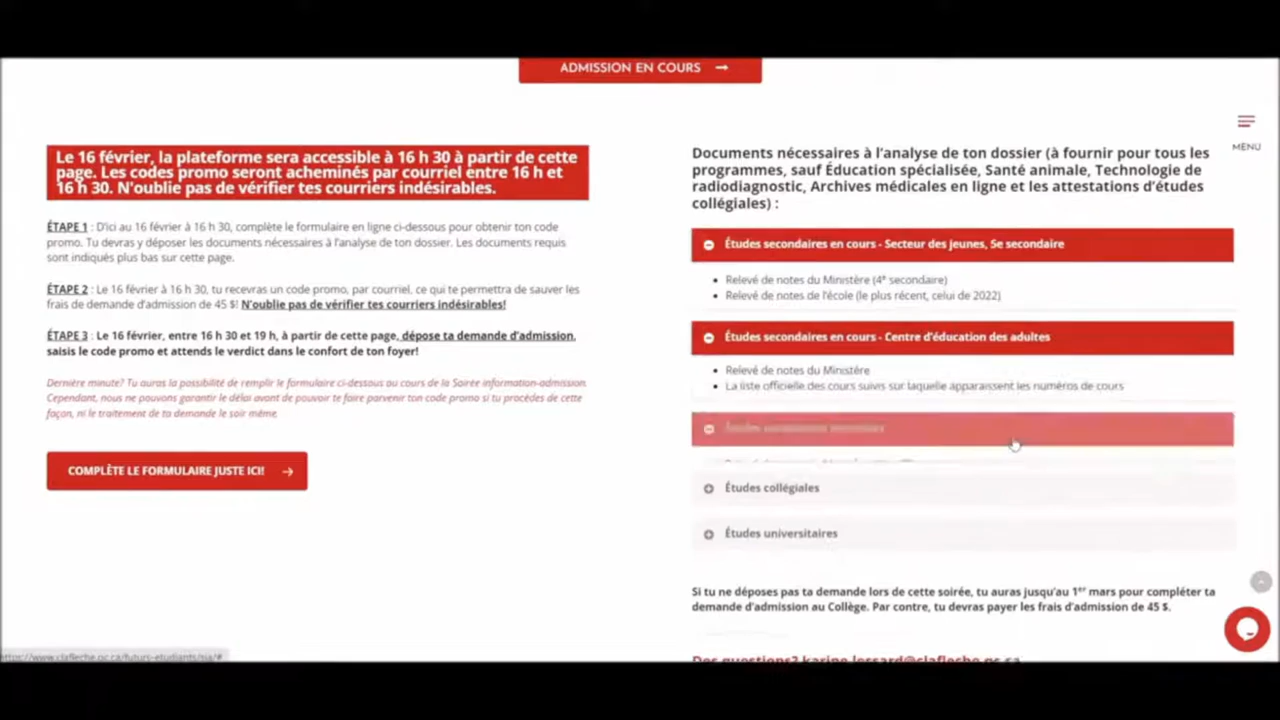 ADMISSION EN COURS
MENU
Le 16 février, la plateforme sera accessible à 16 h 30 à partir de cette
page. Les codes promo seront acheminés par courriel entre 16 h et
16 h 30. N'oublie pas de vérifier tes courriers indésirables.
ÉTAPE 1 : D'ici au 16 février à 16 h 30, complète le formulaire en ligne ci-dessous pour obtenir ton code
promo. Tu devras y déposer les documents nécessaires à l'analyse de ton dossier. Les documents requis
sont indiqués plus bas sur cette page.
ÉTAPE 2 : Le 16 février à 16 h 30, tu recevras un code promo, par courriel, ce qui te permettra de sauver les
frais de demande d'admission de 45 $! N'oublie pas de vérifier tes courriers indésirables!
ÉTAPE 3 : Le 16 février, entre 16 h 30 et 19 h, à partir de cette page, dépose ta demande d'admission,
saisis le code promo et attends le verdict dans le confort de ton foyer!
Dernière minute? Tu auras la possibilité de remplir le formulaire ci-dessous au cours de la Soirée information-admission.
Cependant, nous ne pouvons garantir le délai avant de pouvoir te faire parvenir ton code promo si tu procèdes de cette
façon, ni le traitement de ta demande le soir même.
COMPLÈTE LE FORMULAIRE JUSTE ICI!
Documents nécessaires à l'analyse de ton dossier (à fournir pour tous les
programmes, sauf Éducation spécialisée, Santé animale, Technologie de
radiodiagnostic, Archives médicales en ligne et les attestations d'études
collégiales) :
Études secondaires en cours - Secteur des jeunes, 5e secondaire
Relevé de notes du Ministère (4e secondaire)
Relevé de notes de l'école (le plus récent, celui de 2022)
Études secondaires en cours - Centre d'éducation des adultes
Relevé de notes du Ministère
La liste officielle des cours suivis sur laquelle apparaissent les numéros de cours
Études collégiales
Études universitaires
Si tu ne déposes pas ta demande lors de cette soirée, tu auras jusqu'au 1er mars pour compléter ta
demande d'admission au Collège. Par contre, tu devras payer les frais d'admission de 45 $.
Des questions? karine.lessard@clafleche.qc.ca
https://www.clafleche.qc.ca/futurs-etudiants/sia/#